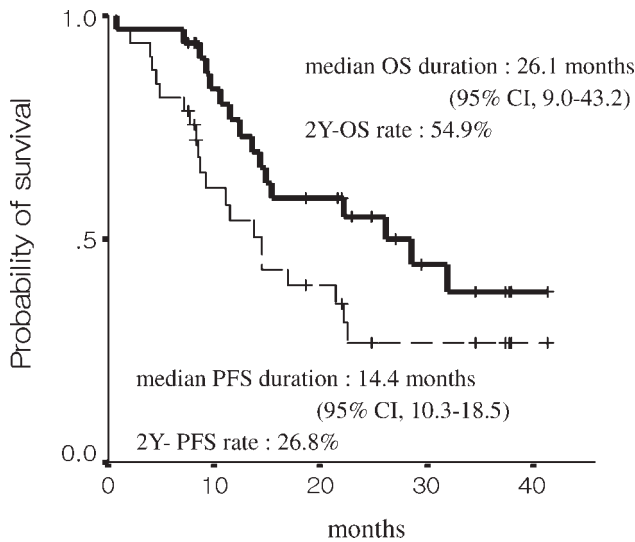 1.0
median OS duration : 26.1 months
(95% CI, 9.0-43.2)
2Y-OS rate : 54.9%
Probability of survival
.5
median PFS duration : 14.4 months
(95% CI, 10.3-18.5)
2Y- PFS rate : 26.8%
0.0
0 10 20 30 40
months